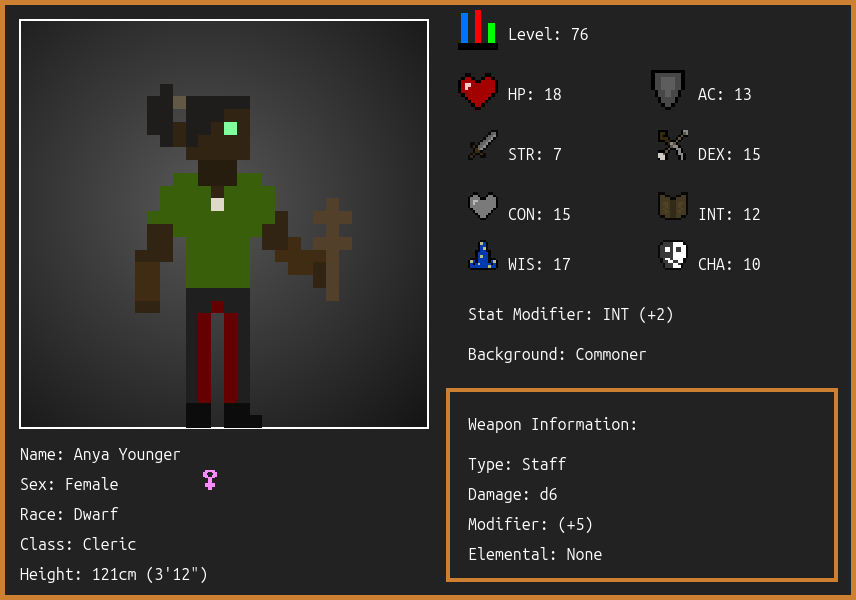 Level: 76
HP: 18
AC: 13
STR: 7
DEX: 15
CON: 15
INT: 12
WIS: 17
CHA: 10
Stat Modifier: INT (+2)
Background: Commoner
Weapon Information:
Type: Staff
Damage: d6
Modifier: (+5)
Elemental: None
Name: Anya Younger
Sex: Female
Race: Dwarf
Class: Cleric
Height: 121cm (3'12")